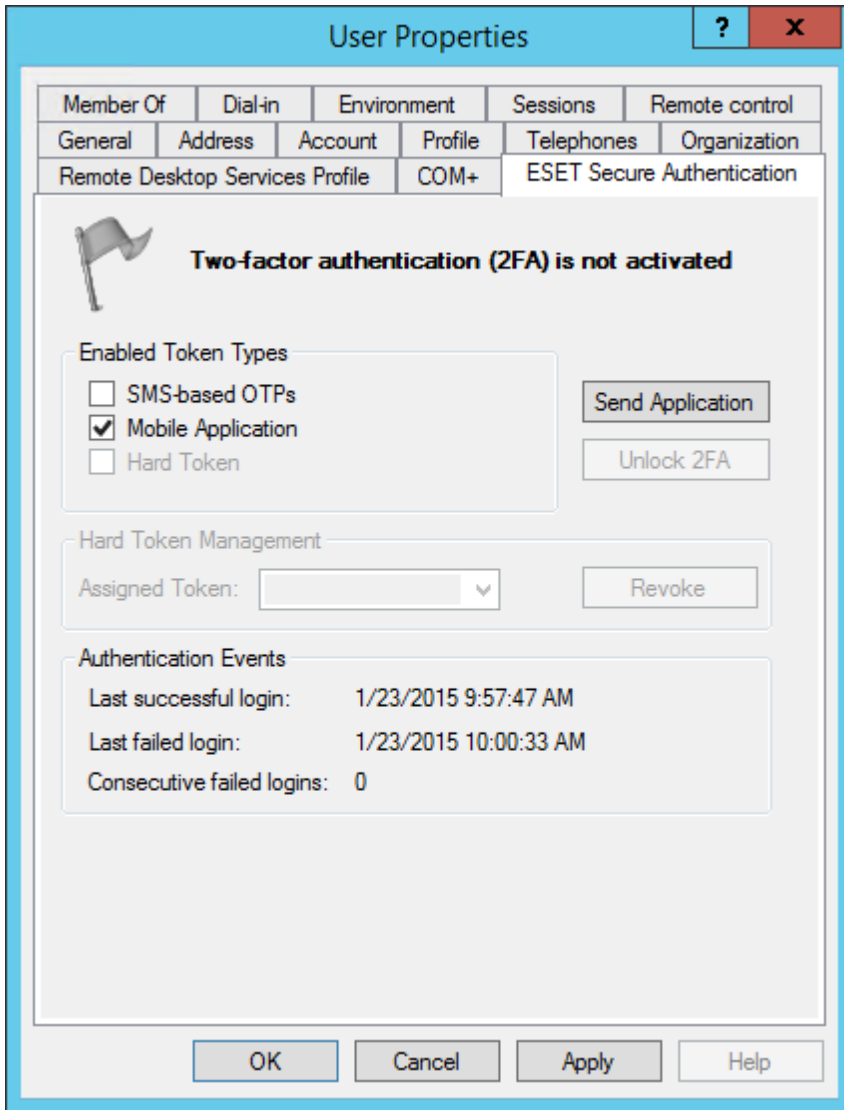 User Properties
?
x
Member Of
Dial-in
Environment
Sessions
Remote control
General
Address
Account
Profile
Telephones
Organization
Remote Desktop Services Profile
COM+
ESET Secure Authentication
Two-factor authentication (2FA) is not activated
Enabled Token Types
SMS-based OTPs
Mobile Application
Hard Token
Send Application
Unlock 2FA
Hard Token Management
Assigned Token:
Revoke
Authentication Events
Last successful login: 1/23/2015 9:57:47 AM
Last failed login: 1/23/2015 10:00:33 AM
Consecutive failed logins: 0
OK
Cancel
Apply
Help